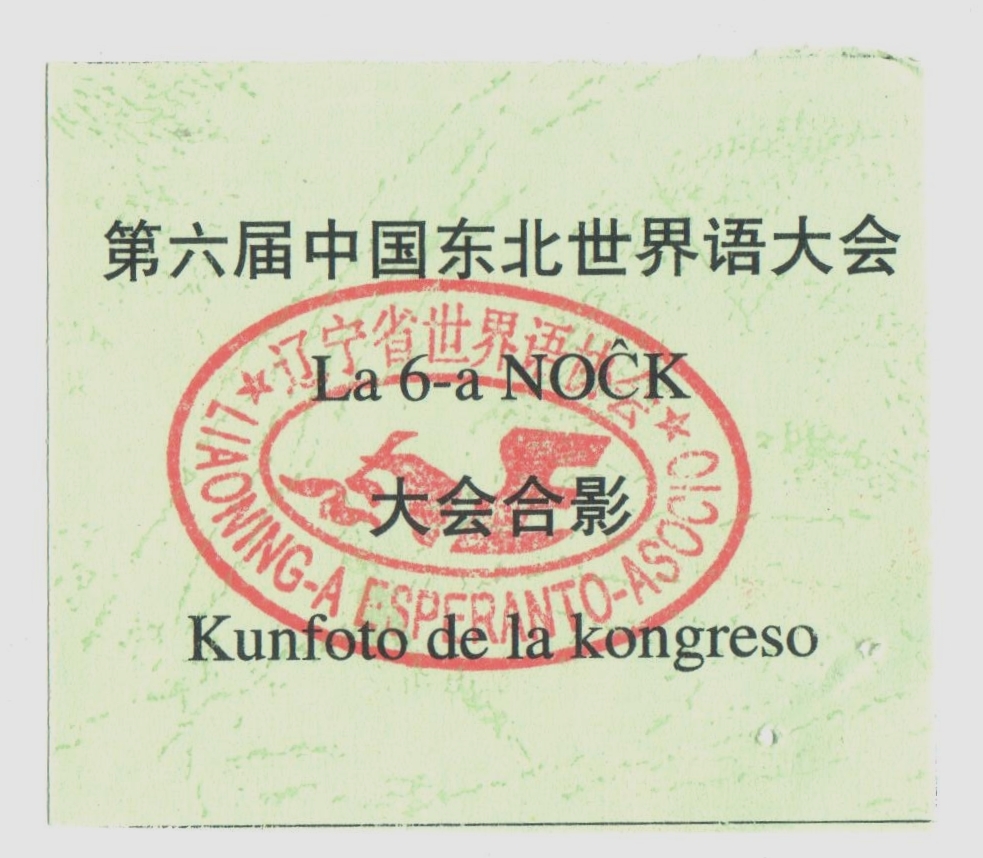 第六届中国东北世界语大会
辽宁省世界语协会
La 6-a NOĈK
大会合影
LIAONING-A ESPERANTO-ASOCIO
Kunfoto de la kongreso